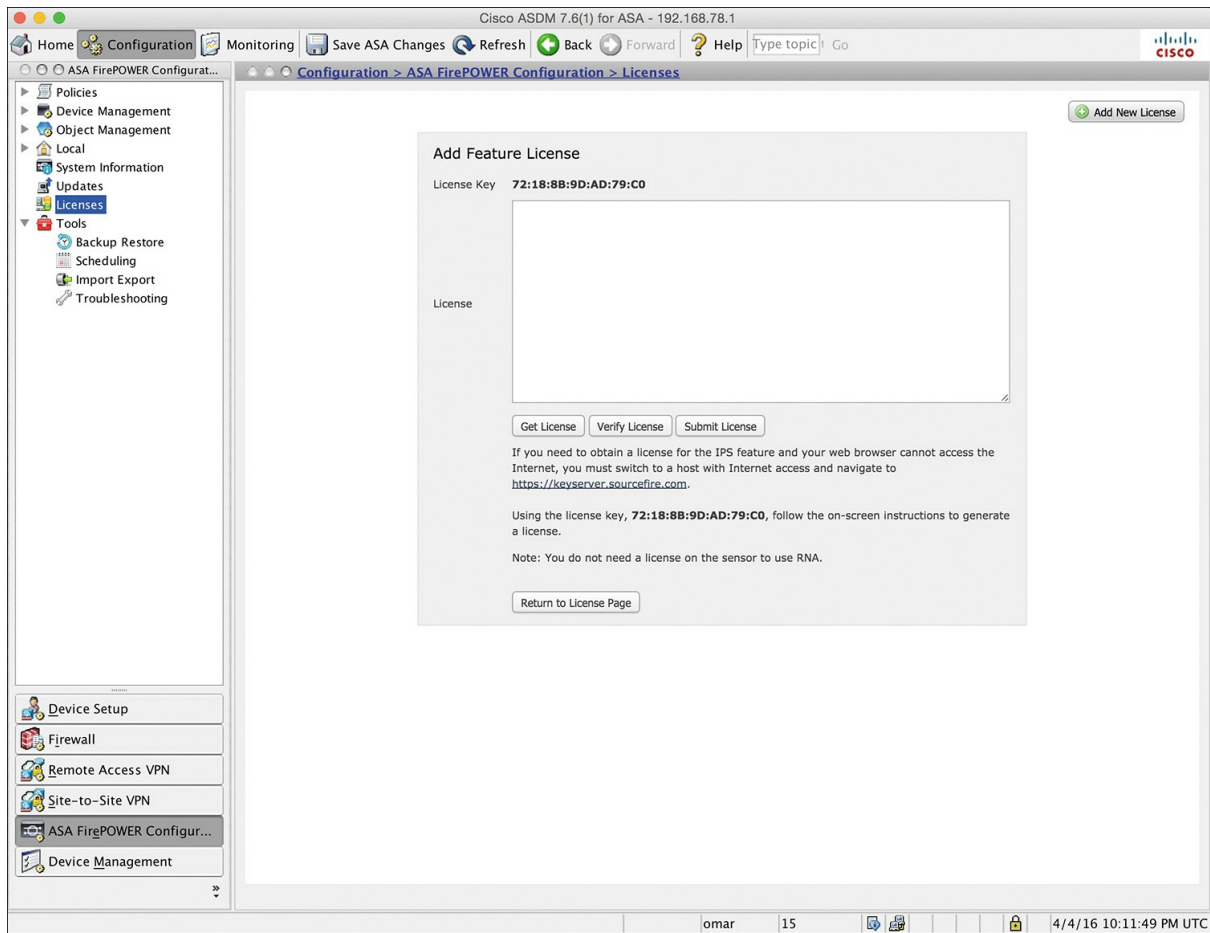 Cisco ASDM 7.6(1) for ASA - 192.168.78.1
Home Configuration Monitoring Save ASA Changes Refresh Back Forward Help Type topic Go
CISCO
ASA FirePOWER Configurat...
Configuration > ASA FirePOWER Configuration > Licenses
Policies
Device Management
Object Management
Local
System Information
Updates
Licenses
Tools
Backup Restore
Scheduling
Import Export
Troubleshooting
Add New License
Add Feature License
License Key 72:18:8B:9D:AD:79:C0
License
Get License Verify License Submit License
If you need to obtain a license for the IPS feature and your web browser cannot access the
Internet, you must switch to a host with Internet access and navigate to
https://keyserver.sourcefire.com.
Using the license key, 72:18:8B:9D:AD:79:C0, follow the on-screen instructions to generate
a license.
Note: You do not need a license on the sensor to use RNA.
Return to License Page
Device Setup
Firewall
Remote Access VPN
Site-to-Site VPN
ASA FirePOWER Configur...
Device Management
omar 15 4/4/16 10:11:49 PM UTC